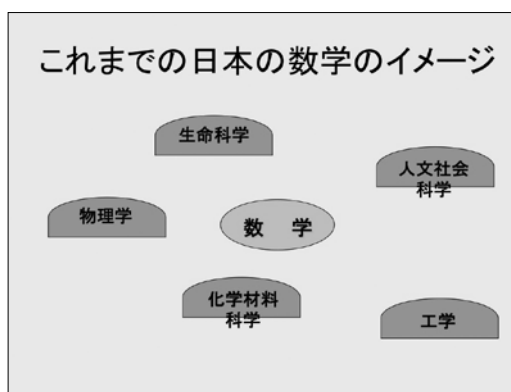 これまでの日本の数学のイメージ
生命科学
人文社会
科学
物理学
数　学
化学材料
科学
工学